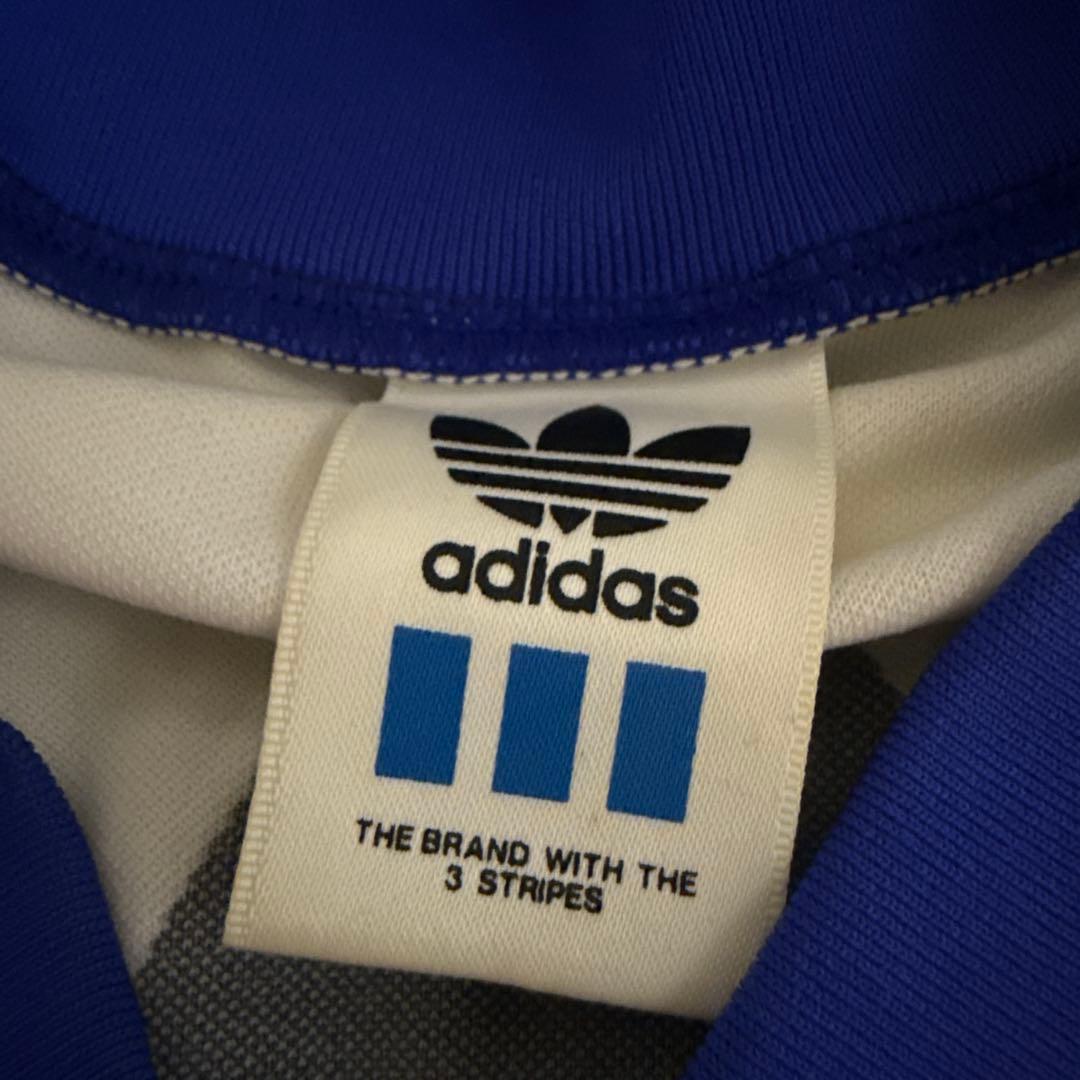 adidas
THE BRAND WITH THE
3 STRIPES